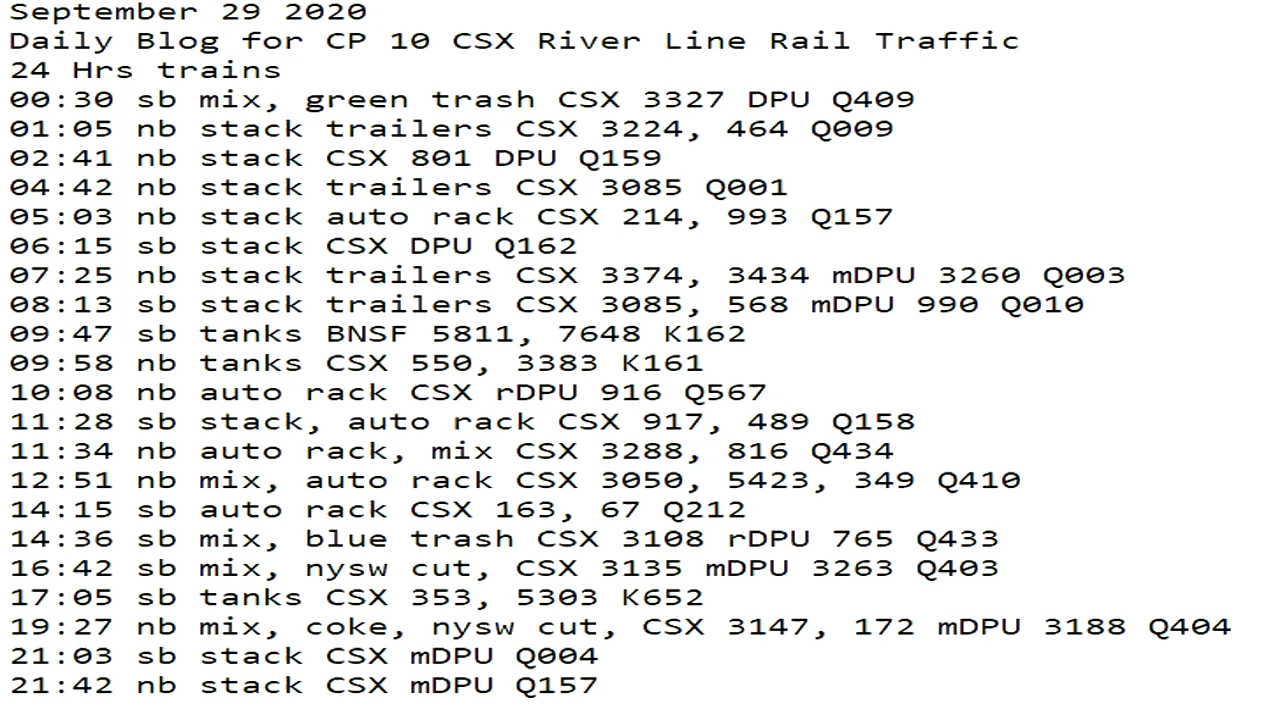 September 29 2020
Daily Blog for CP 10 CSX River Line Rail Traffic
24 Hrs trains
00:30 sb mix, green trash CSX 3327 DPU Q409
01:05 nb stack trailers CSX 3224, 464 Q009
02:41 nb stack CSX 801 DPU Q159
04:42 nb stack trailers CSX 3085 Q001
05:03 nb stack auto rack CSX 214, 993 Q157
06:15 sb stack CSX DPU Q162
07:25 nb stack trailers CSX 3374, 3434 mDPU 3260 Q003
08:13 sb stack trailers CSX 3085, 568 mDPU 990 Q010
09:47 sb tanks BNSF 5811, 7648 K162
09:58 nb tanks CSX 550, 3383 K161
10:08 nb auto rack CSX rDPU 916 Q567
11:28 sb stack, auto rack CSX 917, 489 Q158
11:34 nb auto rack, mix CSX 3288, 816 Q434
12:51 nb mix, auto rack CSX 3050, 5423, 349 Q410
14:15 sb auto rack CSX 163, 67 Q212
14:36 sb mix, blue trash CSX 3108 rDPU 765 Q433
16:42 sb mix, nysw cut, CSX 3135 mDPU 3263 Q403
17:05 sb tanks CSX 353, 5303 K652
19:27 nb mix, coke, nysw cut, CSX 3147, 172 mDPU 3188 Q404
21:03 sb stack CSX mDPU Q004
21:42 nb stack CSX mDPU Q157